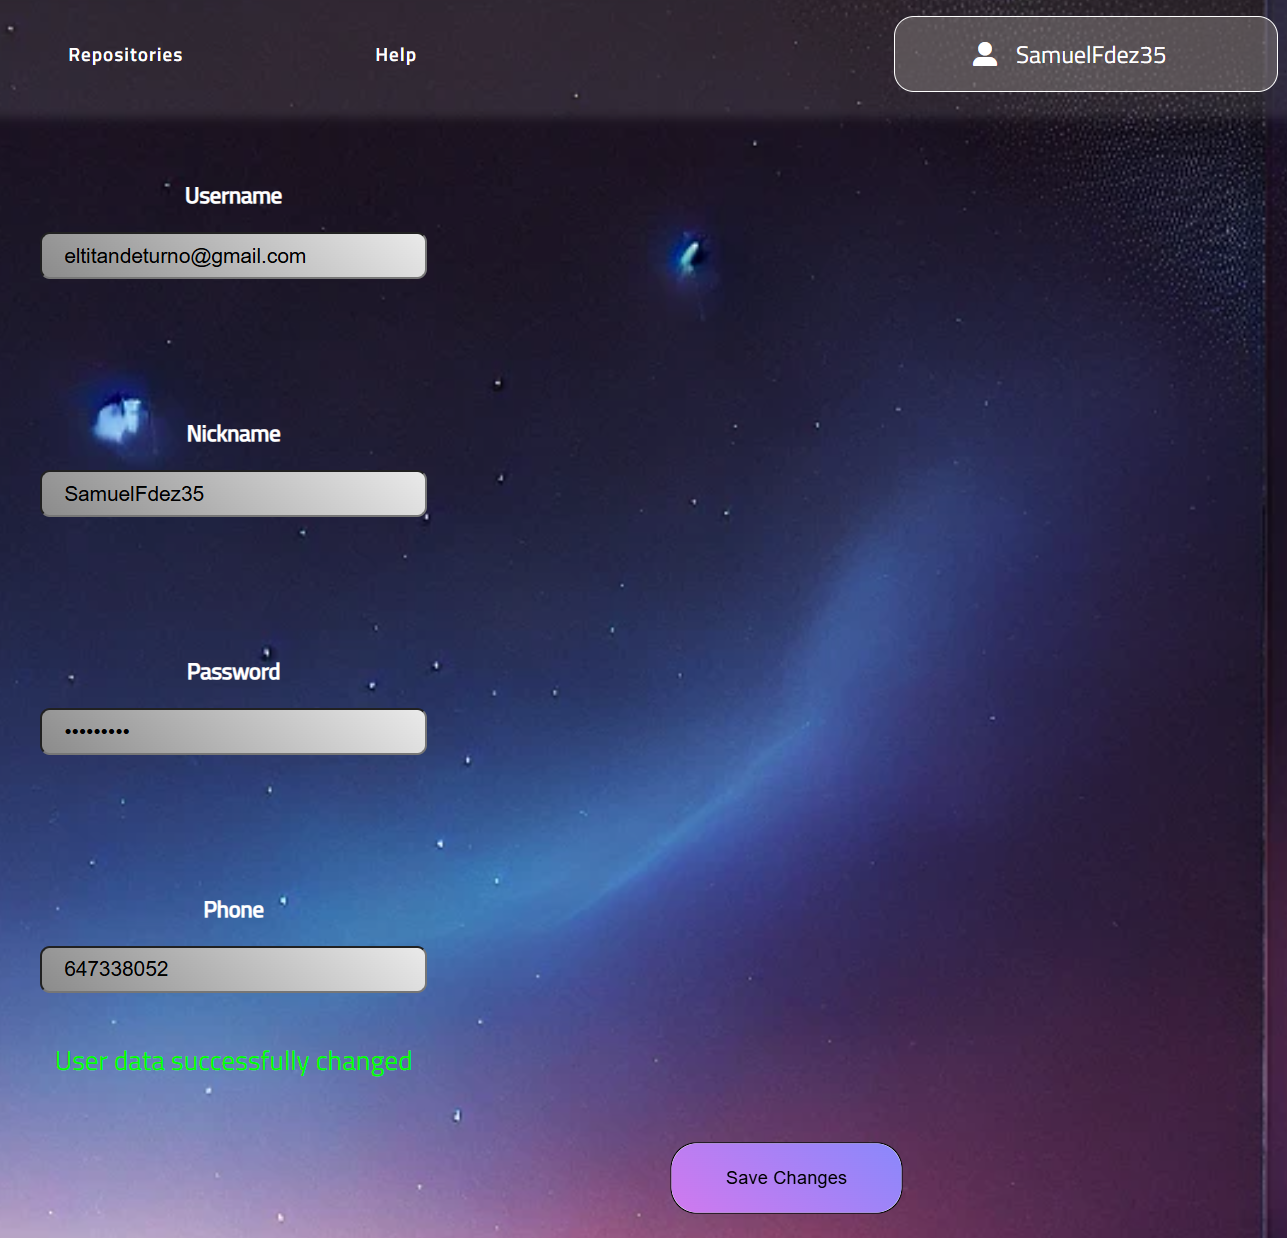 Repositories
Help
SamuelFdez35
Username
eltitandeturno@gmail.com
Nickname
SamuelFdez35
Password
•••••••••
Phone
647338052
User data successfully changed
Save Changes